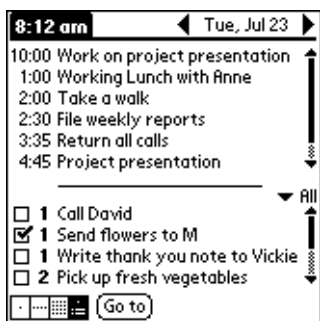 8:12 am Tue, Jul 23
10:00 Work on project presentation
1:00 Working Lunch with Anne
2:00 Take a walk
2:30 File weekly reports
3:35 Return all calls
4:45 Project presentation
All
1 Call David
1 Send flowers to M
1 Write thank you note to Vickie
2 Pick up fresh vegetables
Go to